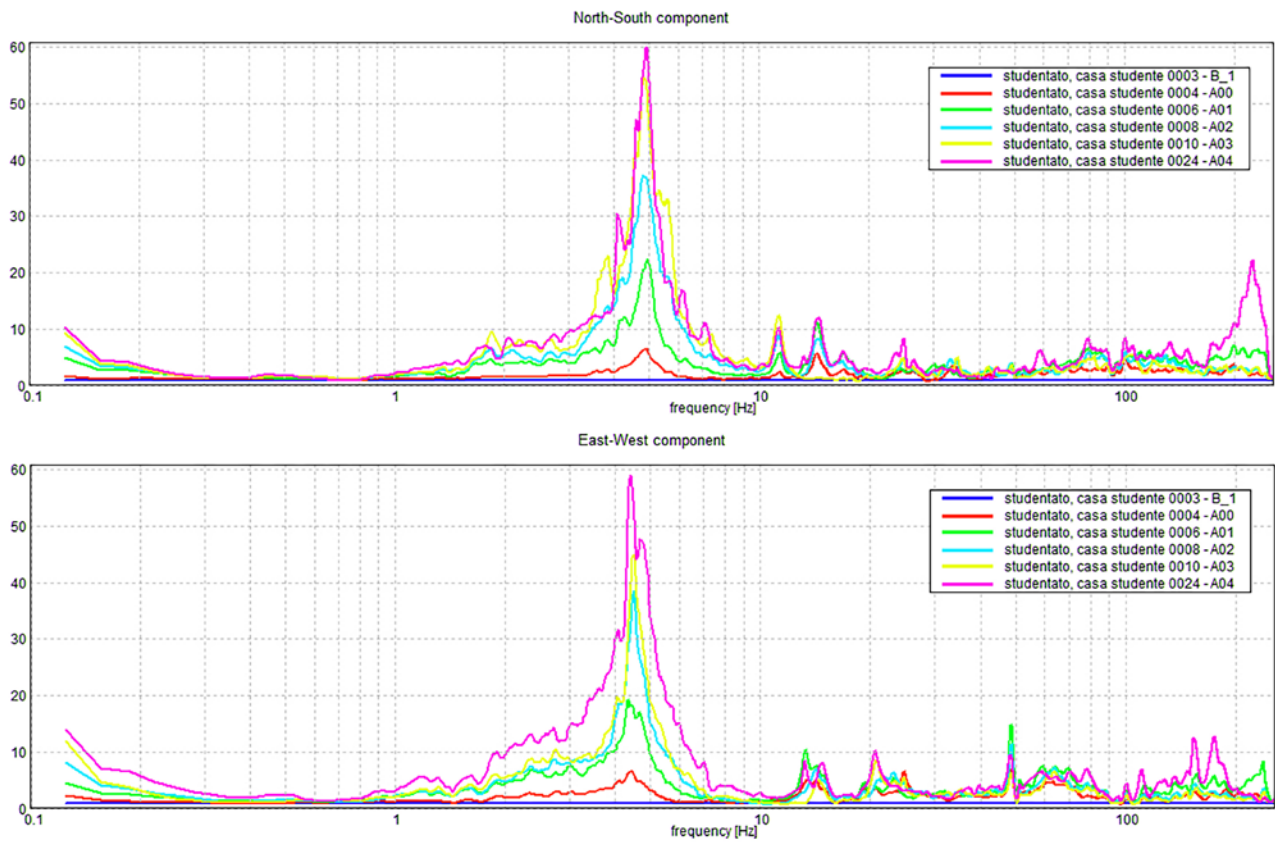 North-South component
60
50
40
30
20
10
0
studentato, casa studente 0003 - B_1
studentato, casa studente 0004 - A00
studentato, casa studente 0006 - A01
studentato, casa studente 0008 - A02
studentato, casa studente 0010 - A03
studentato, casa studente 0024 - A04
0.1 1 10 100
frequency [Hz]
East-West component
60
50
40
30
20
10
0
studentato, casa studente 0003 - B_1
studentato, casa studente 0004 - A00
studentato, casa studente 0006 - A01
studentato, casa studente 0008 - A02
studentato, casa studente 0010 - A03
studentato, casa studente 0024 - A04
0.1 1 10 100
frequency [Hz]